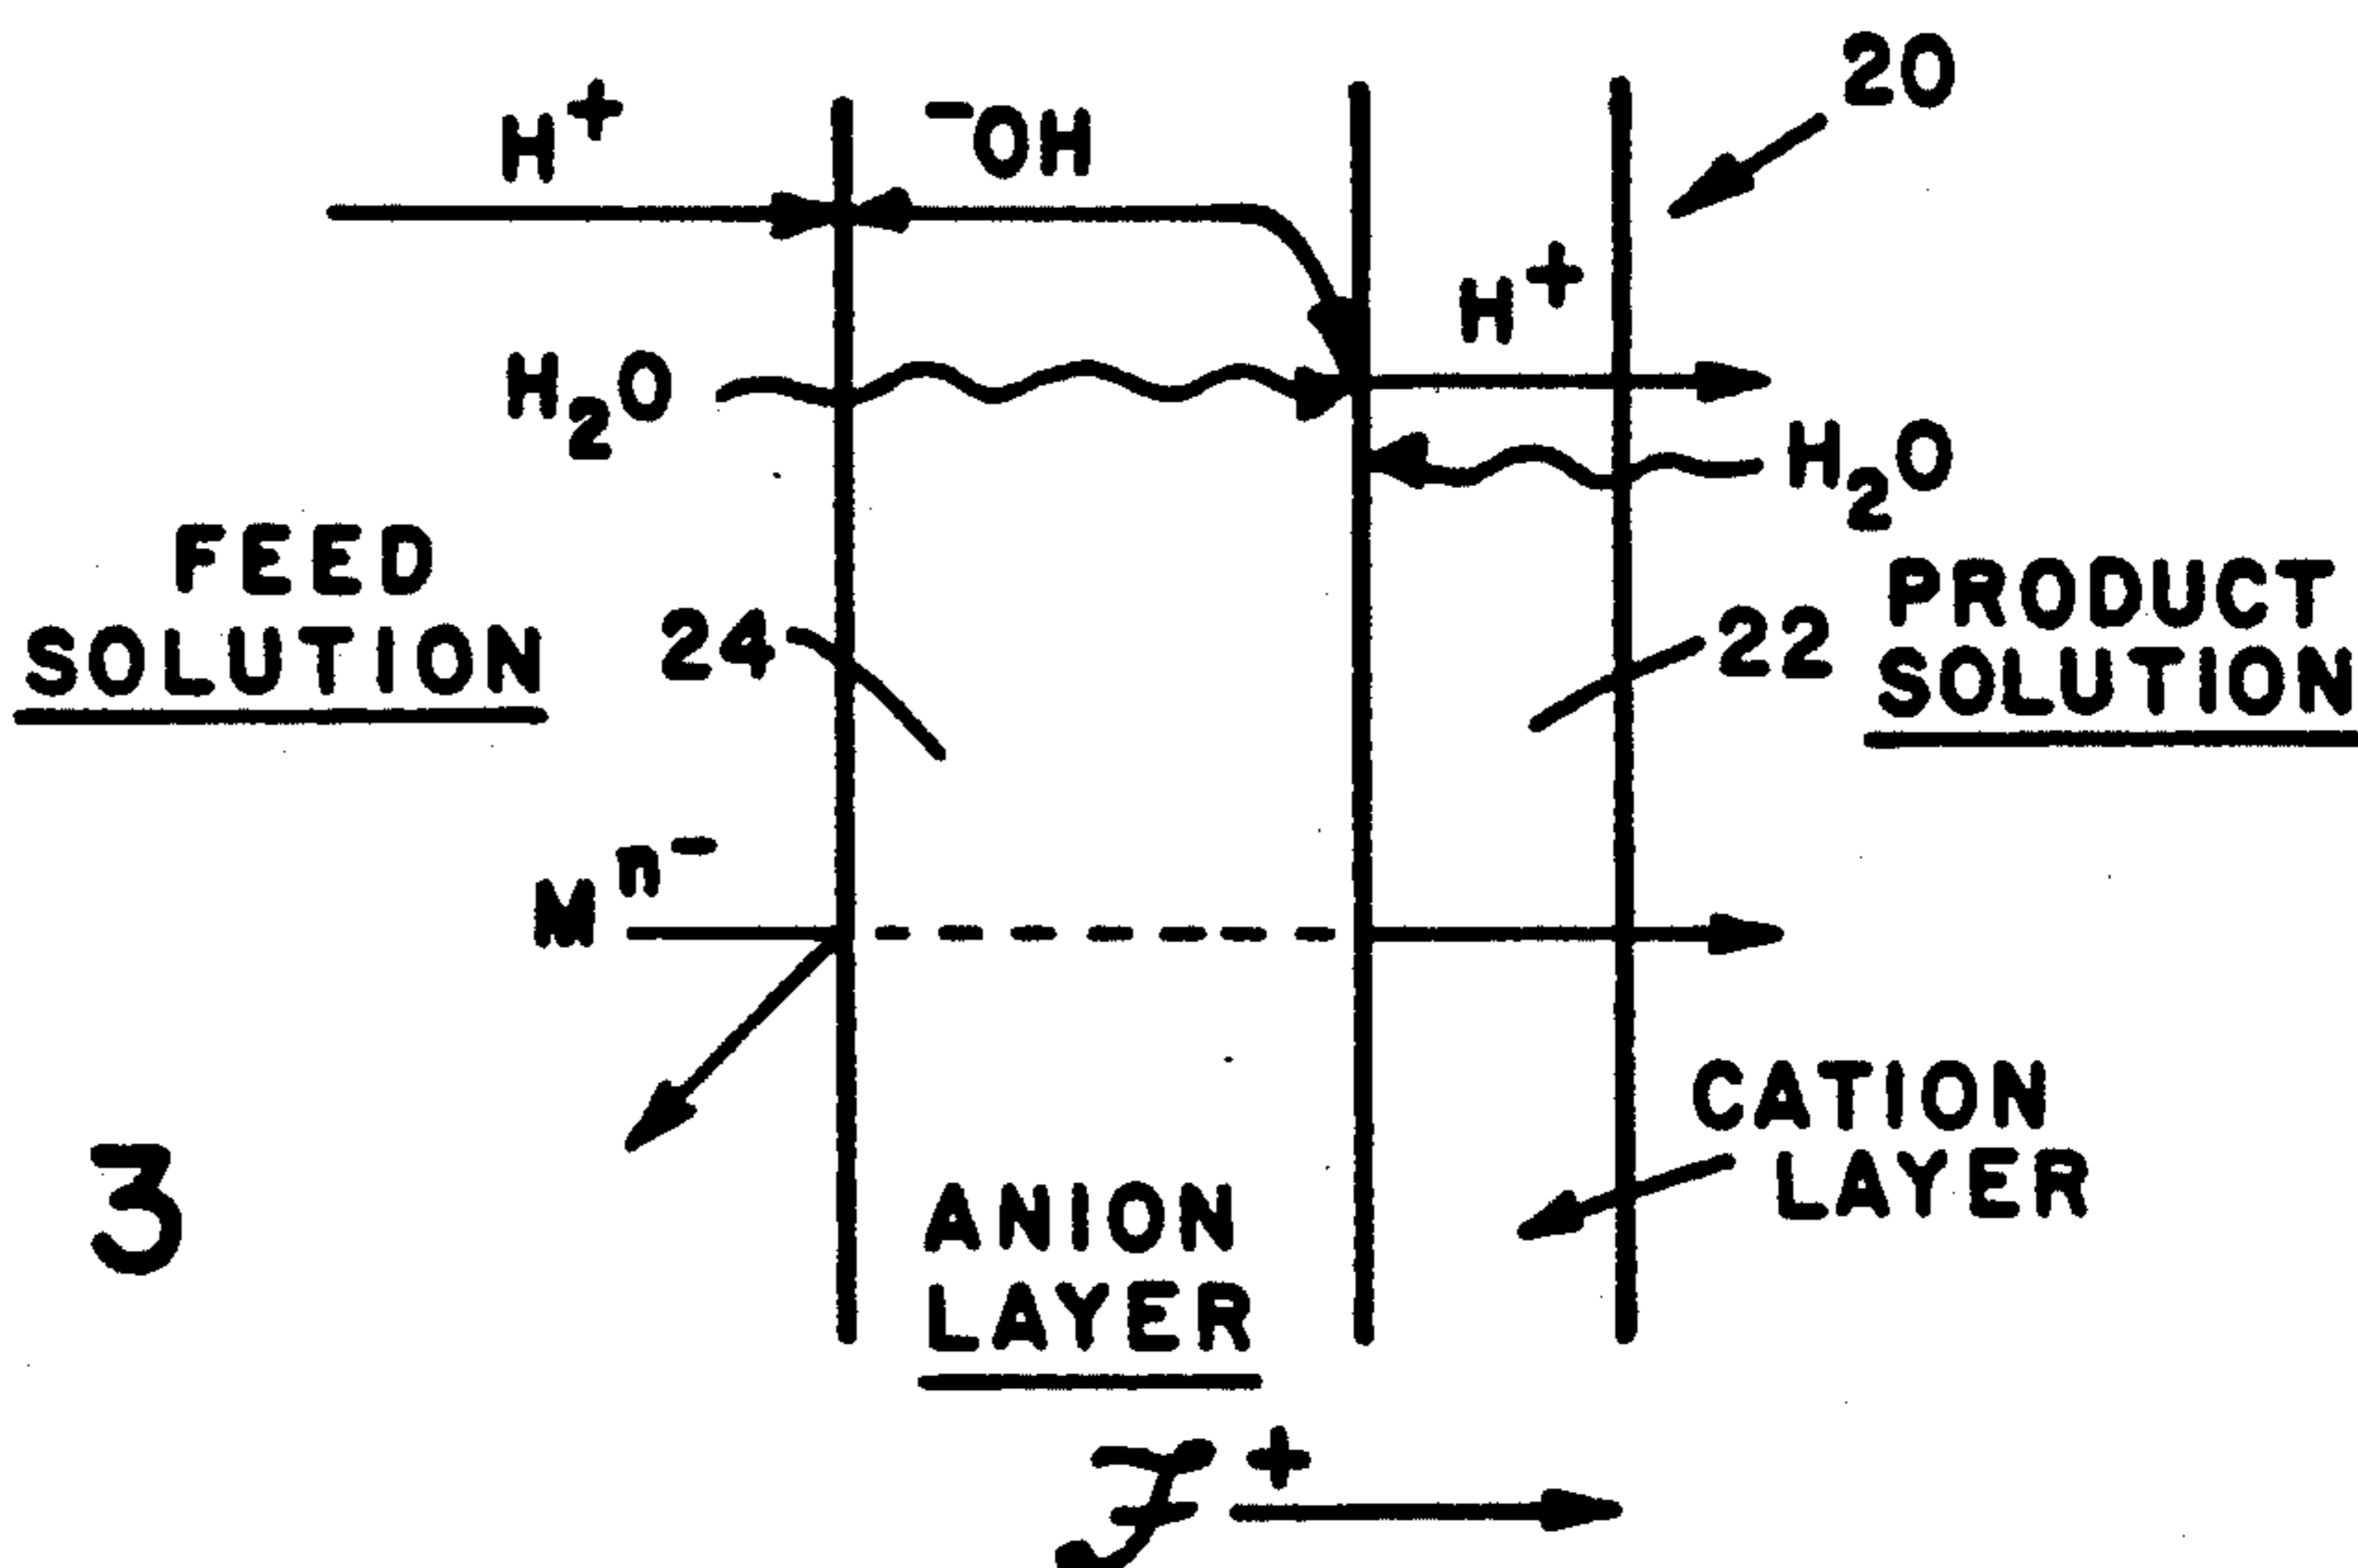 20
H⁺
⁻OH
H⁺
H₂O
H₂O
FEED
SOLUTION
24
22
PRODUCT
SOLUTION
Mⁿ⁻
CATION
LAYER
3
ANION
LAYER
ℱ⁺